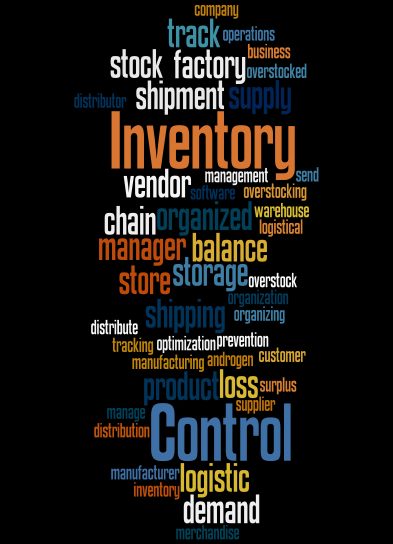 company
track operations
business
stock factory
overstocked
distributor shipment supply
Inventory
management send
vendor software overstocking
chain organized warehouse
logistical
manager balance
store storage overstock
organization
shipping organizing
distribute
tracking optimization prevention
manufacturing androgen customer
product loss surplus
supplier
manage
distribution Control
manufacturer logistic
inventory
demand
merchandise